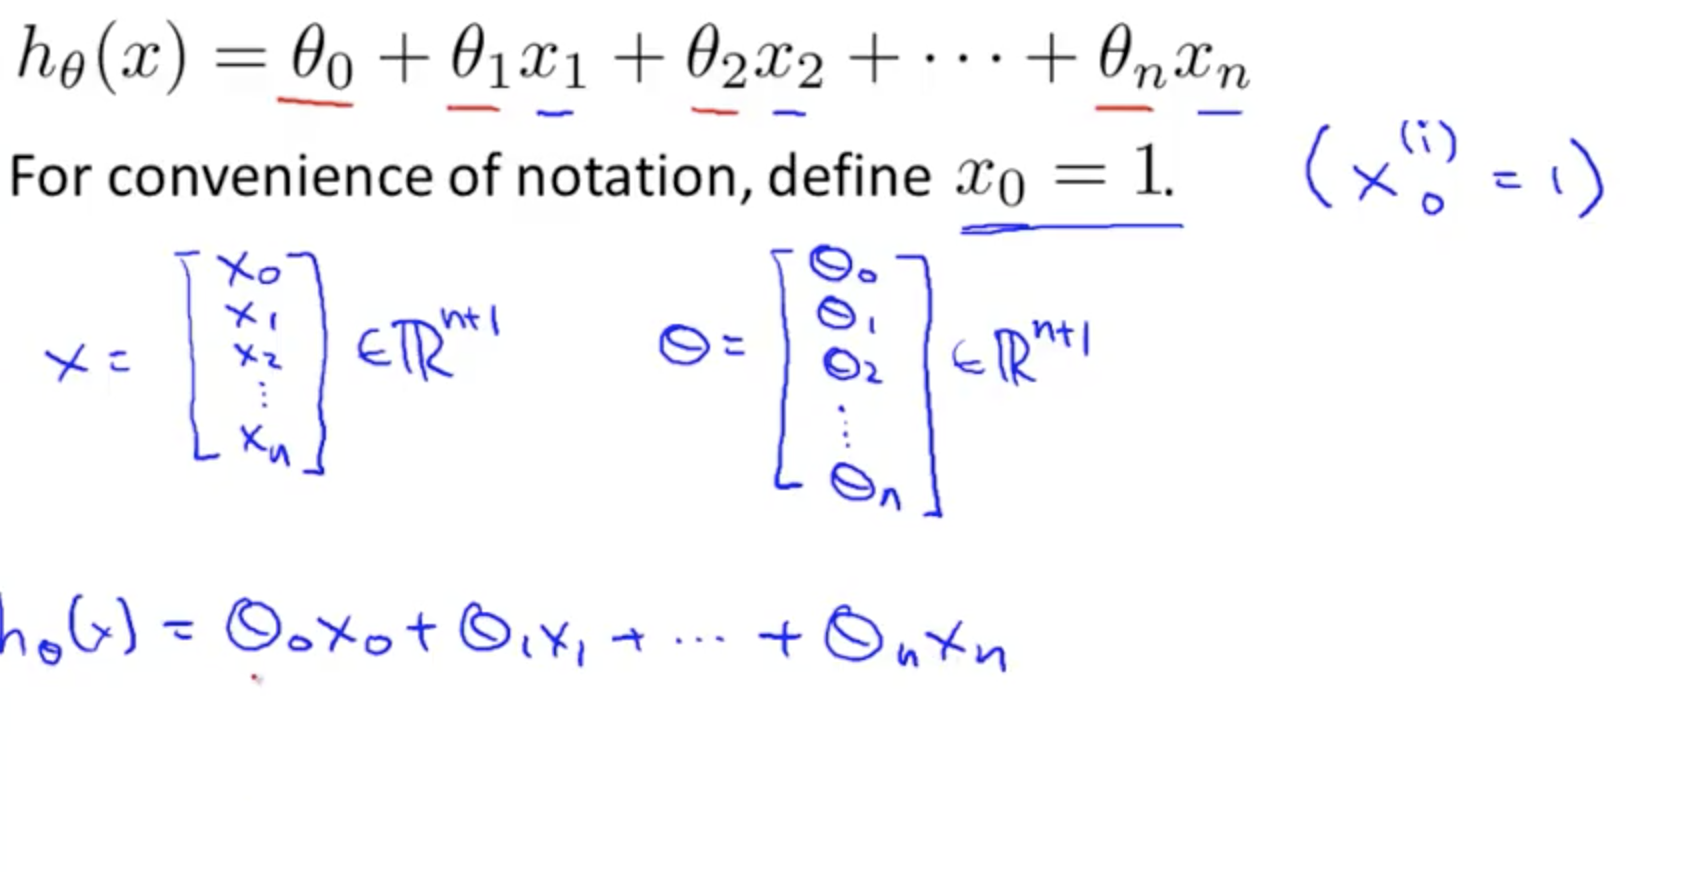 hθ(x) = θ₀ + θ₁x₁ + θ₂x₂ + ⋯ + θₙxₙ
For convenience of notation, define x₀ = 1. (x₀⁽ⁱ⁾ = 1)
x = [x₀ x₁ x₂ ⋮ xₙ] ∈ ℝⁿ⁺¹ θ = [θ₀ θ₁ θ₂ ⋮ θₙ] ∈ ℝⁿ⁺¹
hθ(x) = θ₀x₀ + θ₁x₁ + ⋯ + θₙxₙ